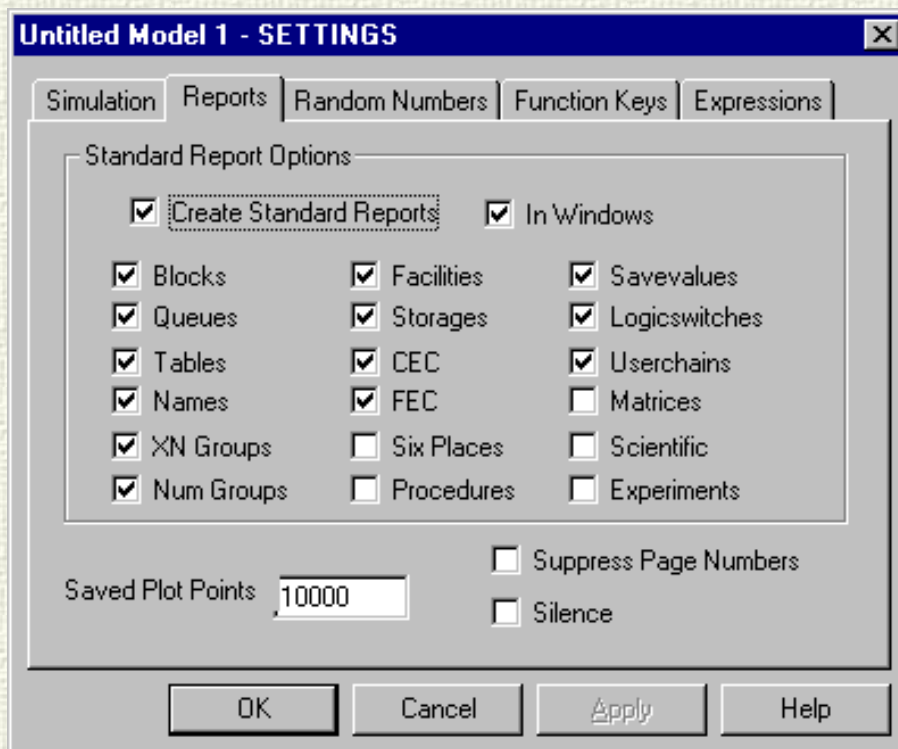 Untitled Model 1 - SETTINGS
Simulation Reports Random Numbers Function Keys Expressions
Standard Report Options
Create Standard Reports In Windows
Blocks Facilities Savevalues
Queues Storages Logicswitches
Tables CEC Userchains
Names FEC Matrices
XN Groups Six Places Scientific
Num Groups Procedures Experiments
Suppress Page Numbers
Saved Plot Points 10000
Silence
OK Cancel Apply Help